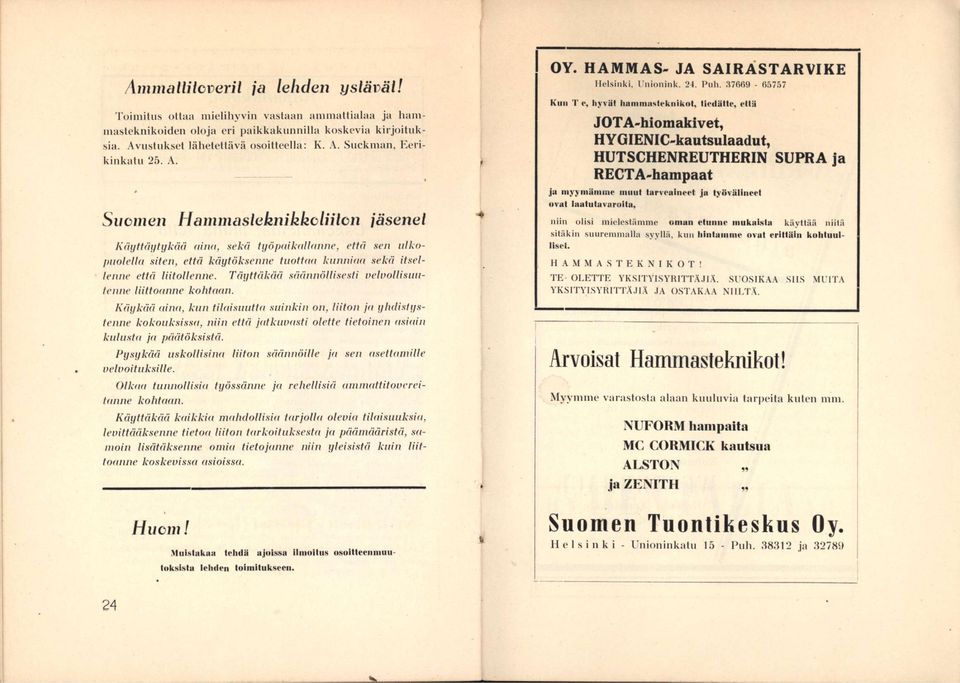 Ammattitoverit ja lehden ystävät!
Toimitus ottaa mielihyvin vastaan ammattialaa ja ham-
masteknikoiden oloja eri paikkakunnilla koskevia kirjoituk-
sia. Avustukset lähetettävä osoitteella: K. A. Suckman, Eeri-
kinkatu 25. A.
Suomen Hammasteknikkoliiton jäsenet
Käyttäytykää aina, sekä työpaikallanne, että sen ulko-
puolella siten, että käytöksenne tuottaa kunniaa sekä itsel-
lenne että liitollenne. Täyttäkää säännöllisesti velvollisuu-
tenne liittoanne kohtaan.
Käykää aina, kun tilaisuutta suinkin on, liiton ja yhdistys-
tenne kokouksissa, niin että jatkuvasti olette tietoinen asiain
kulusta ja päätöksistä.
Pysykää uskollisina liiton säännöille ja sen asettamille
velvoituksille.
Olkaa tunnollisia työssänne ja rehellisiä ammattitoverei-
tanne kohtaan.
Käyttäkää kaikkia mahdollisia tarjolla olevia tilaisuuksia,
levittääksenne tietoa liiton tarkoituksesta ja päämääristä, sa-
moin lisätäksenne omia tietojanne niin yleisistä kuin liit-
toanne koskevissa asioissa.
Huom!
Muistakaa tehdä ajoissa ilmoitus osoitteenmuu-
toksista lehden toimitukseen.
24
OY. HAMMAS- JA SAIRASTARVIKE
Helsinki, Unionink. 24. Puh. 37669 - 65757
Kun T e, hyvät hammasteknikot, tiedätte, että
JOTA-hiomakivet,
HYGIENIC-kautsulaadut,
HUTSCHENREUTHERIN SUPRA ja
RECTA-hampaat
ja myymämme muut tarveaineet ja työvälineet
ovat laatutavaroita,
niin olisi mielestämme oman etunne mukaista käyttää niitä
sitäkin suuremmalla syyllä, kun hintamme ovat erittäin kohtuul-
liset.
HAMMASTEKNIKOT!
TE OLETTE YKSITYISYRITTÄJIÄ. SUOSIKAA SIIS MUITA
YKSITYISYRITTÄJIÄ JA OSTAKAA NIILTÄ.
Arvoisat Hammasteknikot!
Myymme varastosta alaan kuuluvia tarpeita kuten mm.
NUFORM hampaita
MC CORMICK kautsua
ALSTON „
ja ZENITH „
Suomen Tuontikeskus Oy.
Helsinki - Unioninkatu 15 - Puh. 38312 ja 32789